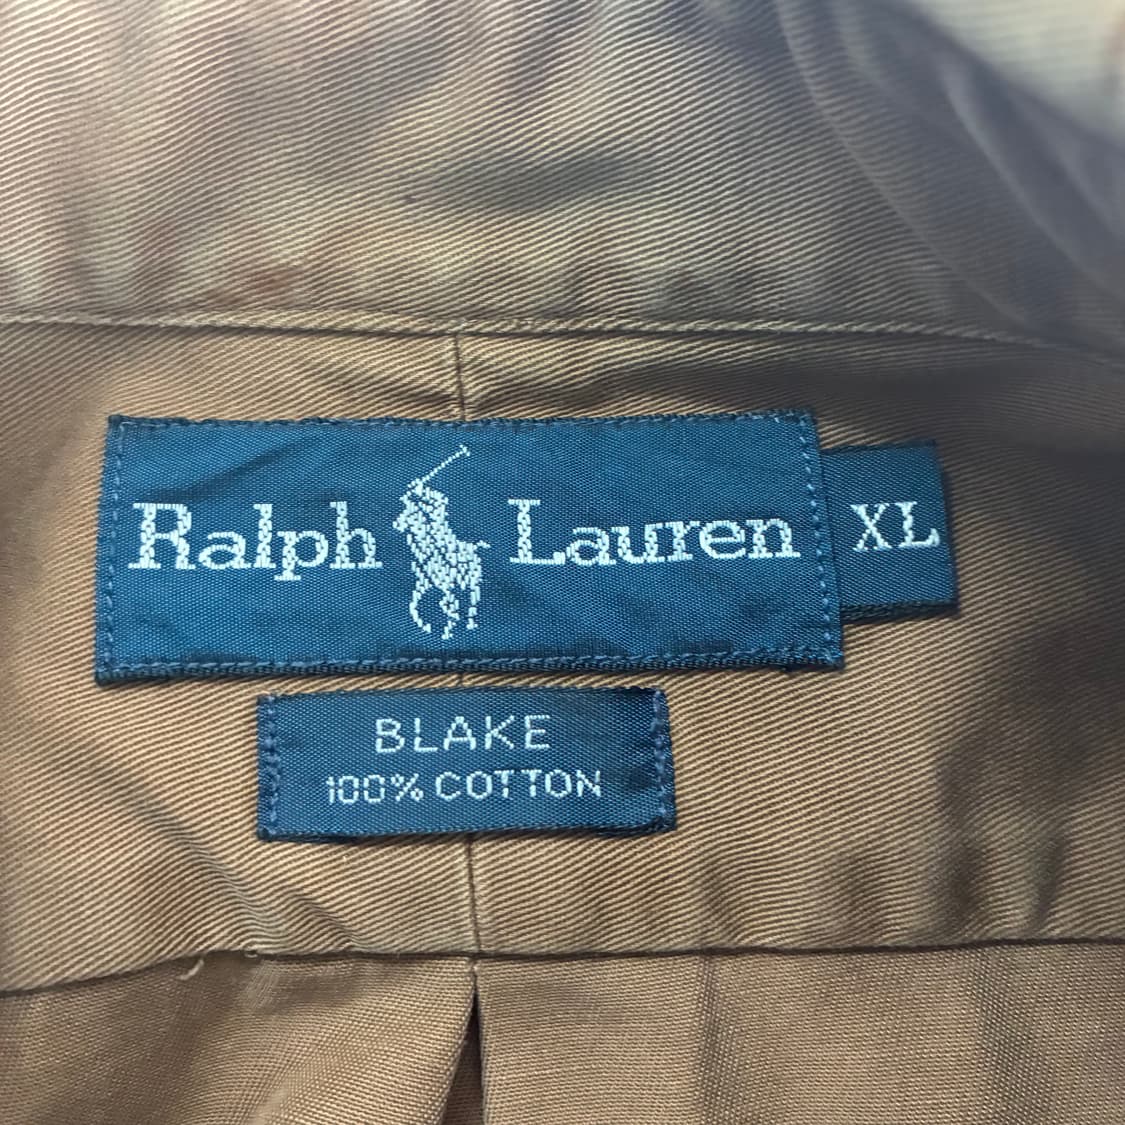 Ralph Lauren XL
BLAKE
100% COTTON